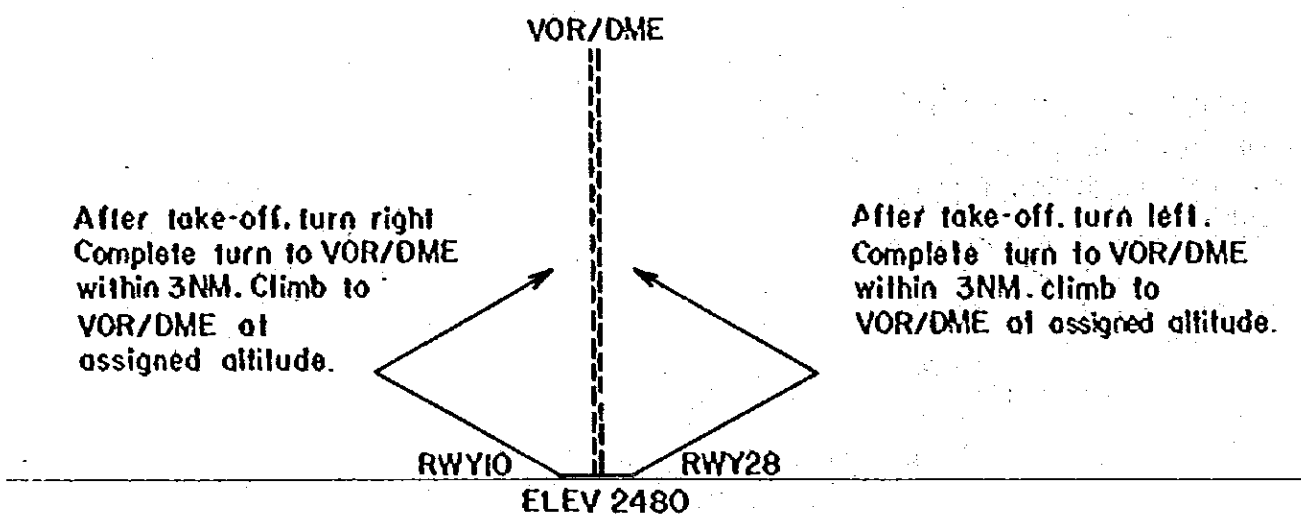 VOR/DME
After take-off. turn right
Complete turn to VOR/DME
within 3NM. Climb to
VOR/DME at
assigned altitude.
After take-off. turn left.
Complete turn to VOR/DME
within 3NM. climb to
VOR/DME at assigned altitude.
RWY10
RWY28
ELEV 2480